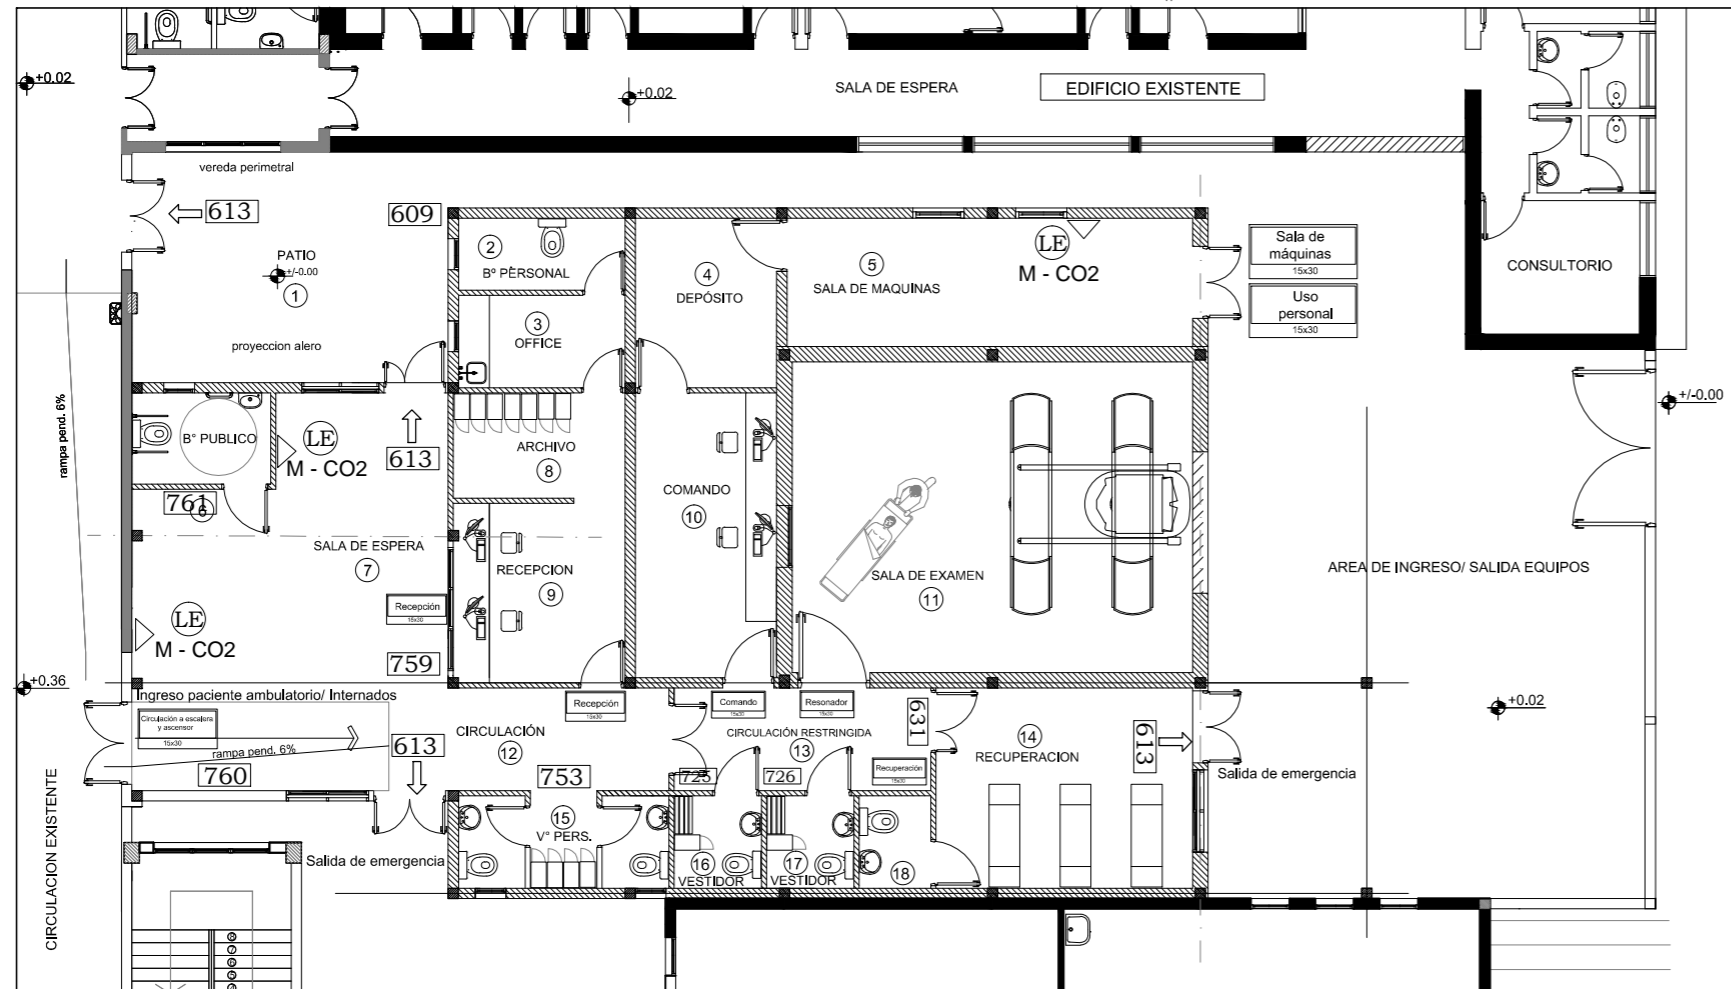 +0.02
+0.02
SALA DE ESPERA
EDIFICIO EXISTENTE
vereda perimetral
613
609
PATIO
+/-0.00
1
proyeccion alero
2
Bº PERSONAL
3
OFFICE
4
DEPÓSITO
5
SALA DE MAQUINAS
LE
M - CO2
Sala de
máquinas
15x30
Uso
personal
15x30
CONSULTORIO
+/-0.00
rampa pend. 6%
B° PUBLICO
LE
M - CO2
613
761
6
ARCHIVO
8
COMANDO
10
SALA DE ESPERA
7
RECEPCION
9
SALA DE EXAMEN
11
AREA DE INGRESO/ SALIDA EQUIPOS
Recepción
15x30
LE
M - CO2
759
+0.36
Ingreso paciente ambulatorio/ Internados
Circulación a escalera
y ascensor
15x30
rampa pend. 6%
760
613
CIRCULACIÓN
12
Recepción
15x30
Comando
15x30
Resonador
15x30
CIRCULACIÓN RESTRINGIDA
13
631
14
RECUPERACION
613
Salida de emergencia
+0.02
753
725
726
Recuperación
15x30
CIRCULACION EXISTENTE
Salida de emergencia
15
V° PERS.
16
VESTIDOR
17
VESTIDOR
18
8
7
6
5